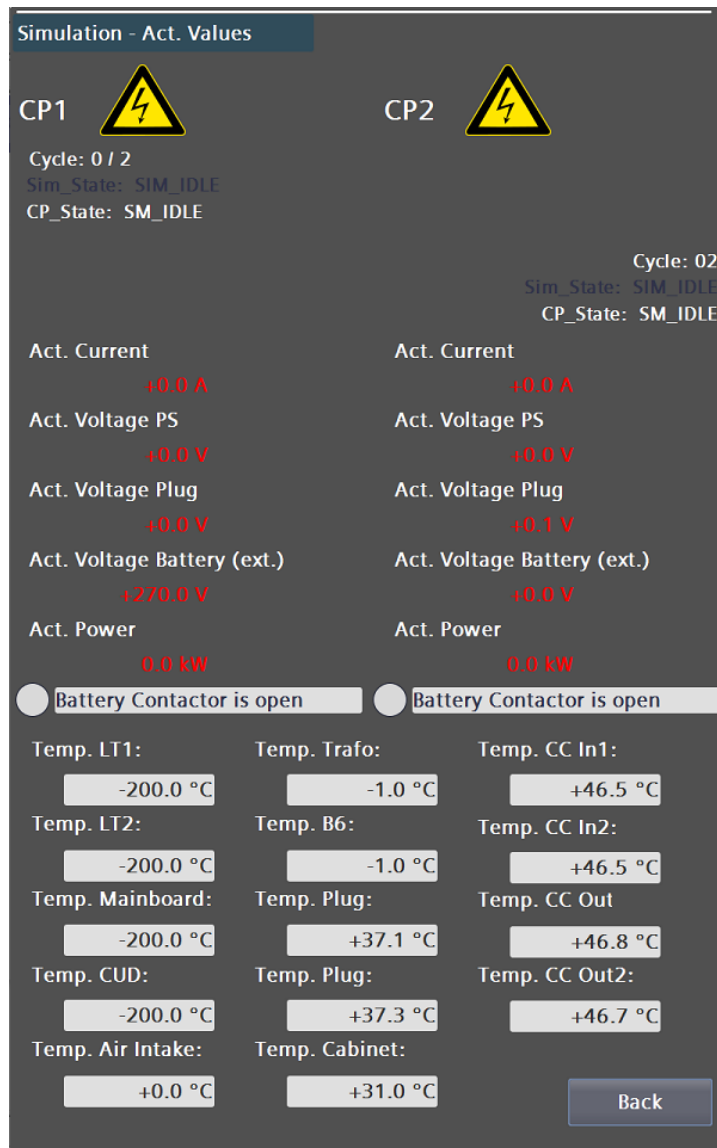 Simulation - Act. Values
CP1
CP2
Cycle: 0 / 2
Sim_State: SIM_IDLE
CP_State: SM_IDLE
Cycle: 02
Sim_State: SIM_IDLE
CP_State: SM_IDLE
Act. Current
Act. Current
+0.0 A
+0.0 A
Act. Voltage PS
Act. Voltage PS
+0.0 V
+0.0 V
Act. Voltage Plug
Act. Voltage Plug
+0.0 V
+0.1 V
Act. Voltage Battery (ext.)
Act. Voltage Battery (ext.)
+270.0 V
+0.0 V
Act. Power
Act. Power
0.0 kW
0.0 kW
Battery Contactor is open
Battery Contactor is open
Temp. LT1:
Temp. Trafo:
Temp. CC In1:
-200.0 °C
-1.0 °C
+46.5 °C
Temp. LT2:
Temp. B6:
Temp. CC In2:
-200.0 °C
-1.0 °C
+46.5 °C
Temp. Mainboard:
Temp. Plug:
Temp. CC Out
-200.0 °C
+37.1 °C
+46.8 °C
Temp. CUD:
Temp. Plug:
Temp. CC Out2:
-200.0 °C
+37.3 °C
+46.7 °C
Temp. Air Intake:
Temp. Cabinet:
+0.0 °C
+31.0 °C
Back